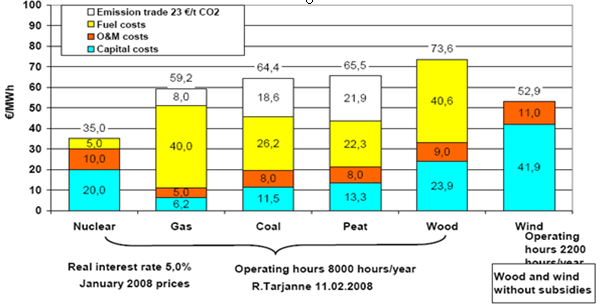 Emission trade 23 €/t CO2
Fuel costs
O&M costs
Capital costs
€/MWh
100
90
80
70
60
50
40
30
20
10
0
35,0
5,0
10,0
20,0
59,2
8,0
40,0
5,0
6,2
64,4
18,6
26,2
8,0
11,5
65,5
21,9
22,3
8,0
13,3
73,6
40,6
9,0
23,9
52,9
11,0
41,9
Nuclear Gas Coal Peat Wood Wind
Operating
hours 2200
hours/year
Real interest rate 5,0%
January 2008 prices
Operating hours 8000 hours/year
R.Tarjanne 11.02.2008
Wood and wind
without subsidies